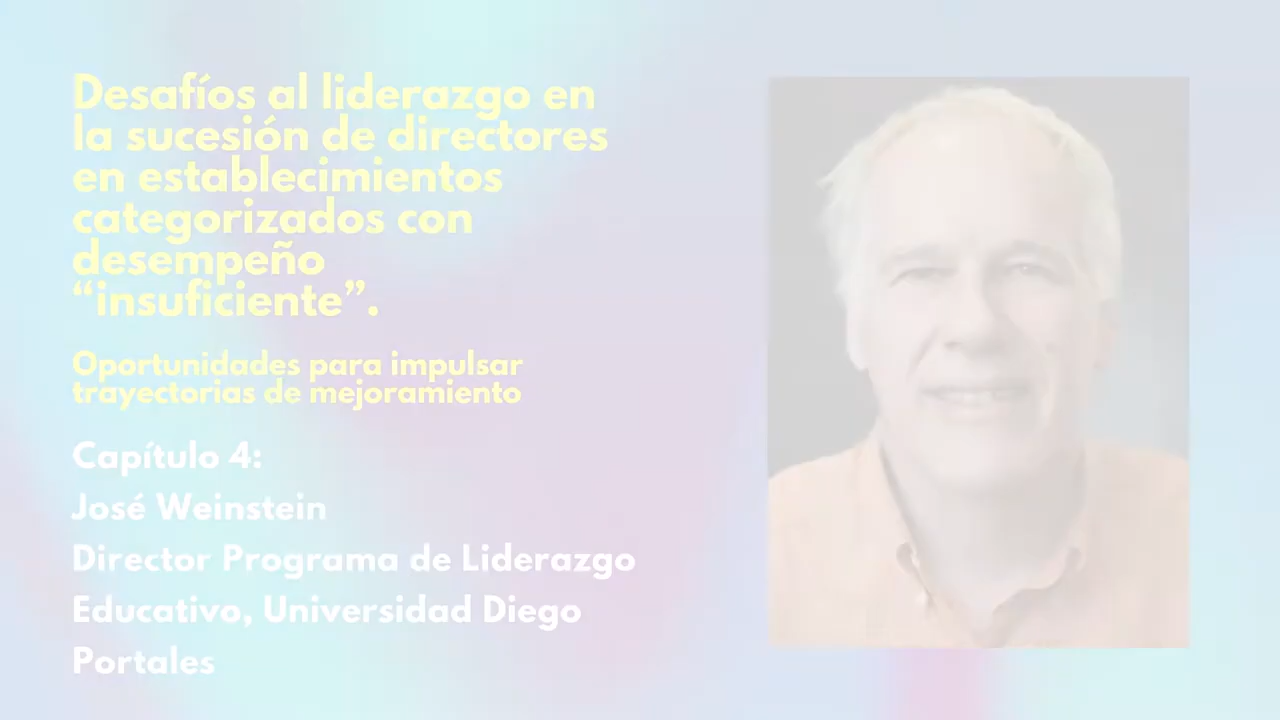 Desafíos al liderazgo en
la sucesión de directores
en establecimientos
categorizados con
desempeño
“insuficiente”.
Oportunidades para impulsar
trayectorias de mejoramiento
Capítulo 4:
José Weinstein
Director Programa de Liderazgo
Educativo, Universidad Diego
Portales